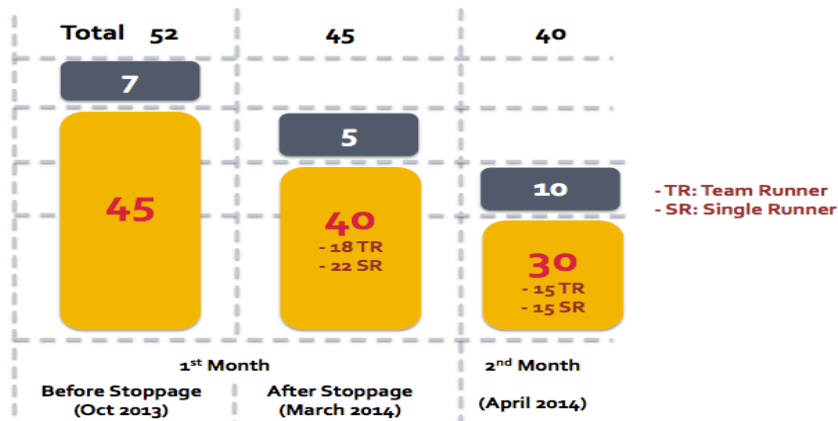 Total 52
45
40
7
5
10
45
40
- 18 TR
- 22 SR
30
- 15 TR
- 15 SR
- TR: Team Runner
- SR: Single Runner
1st Month
2nd Month
Before Stoppage
(Oct 2013)
After Stoppage
(March 2014)
(April 2014)